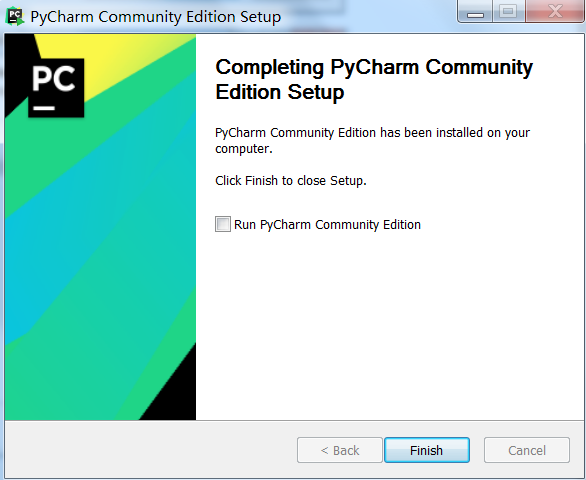 PyCharm Community Edition Setup
PC
Completing PyCharm Community
Edition Setup
PyCharm Community Edition has been installed on your
computer.
Click Finish to close Setup.
Run PyCharm Community Edition
< Back
Finish
Cancel